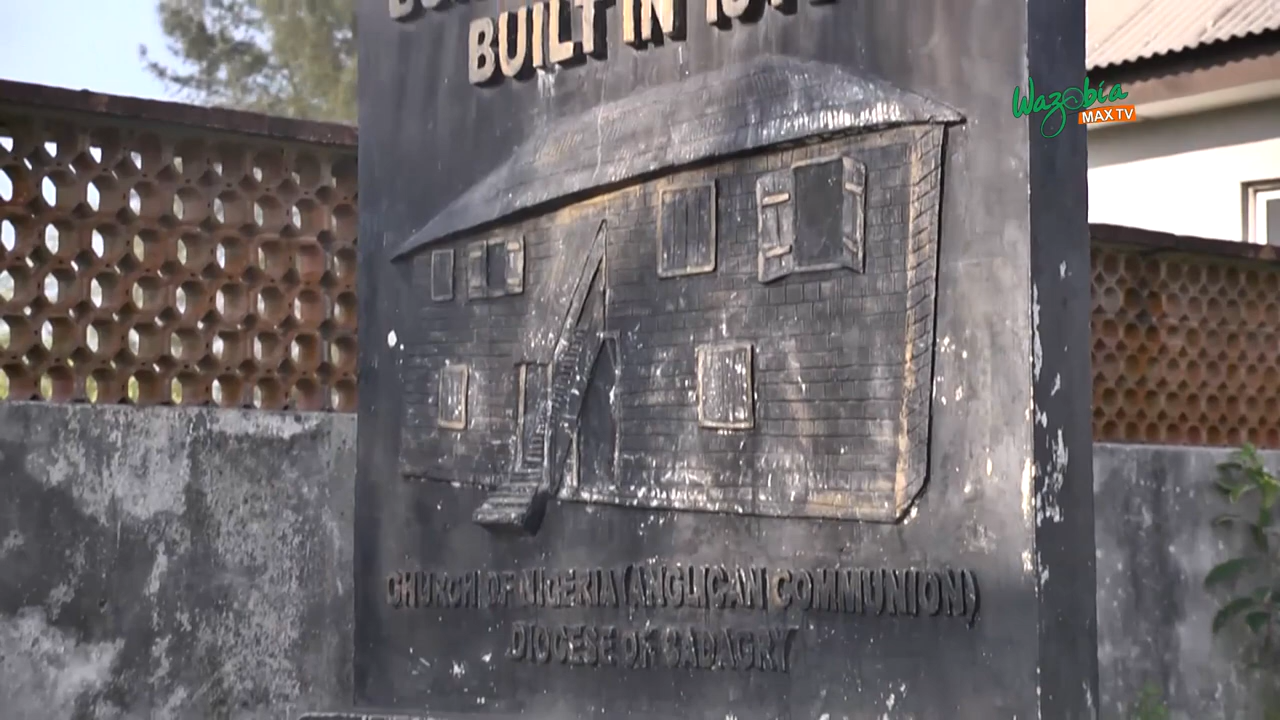 BUILT IN
Wazobia
MAX TV
CHURCH OF NIGERIA (ANGLICAN COMMUNION)
DIOCESE OF BADAGRY